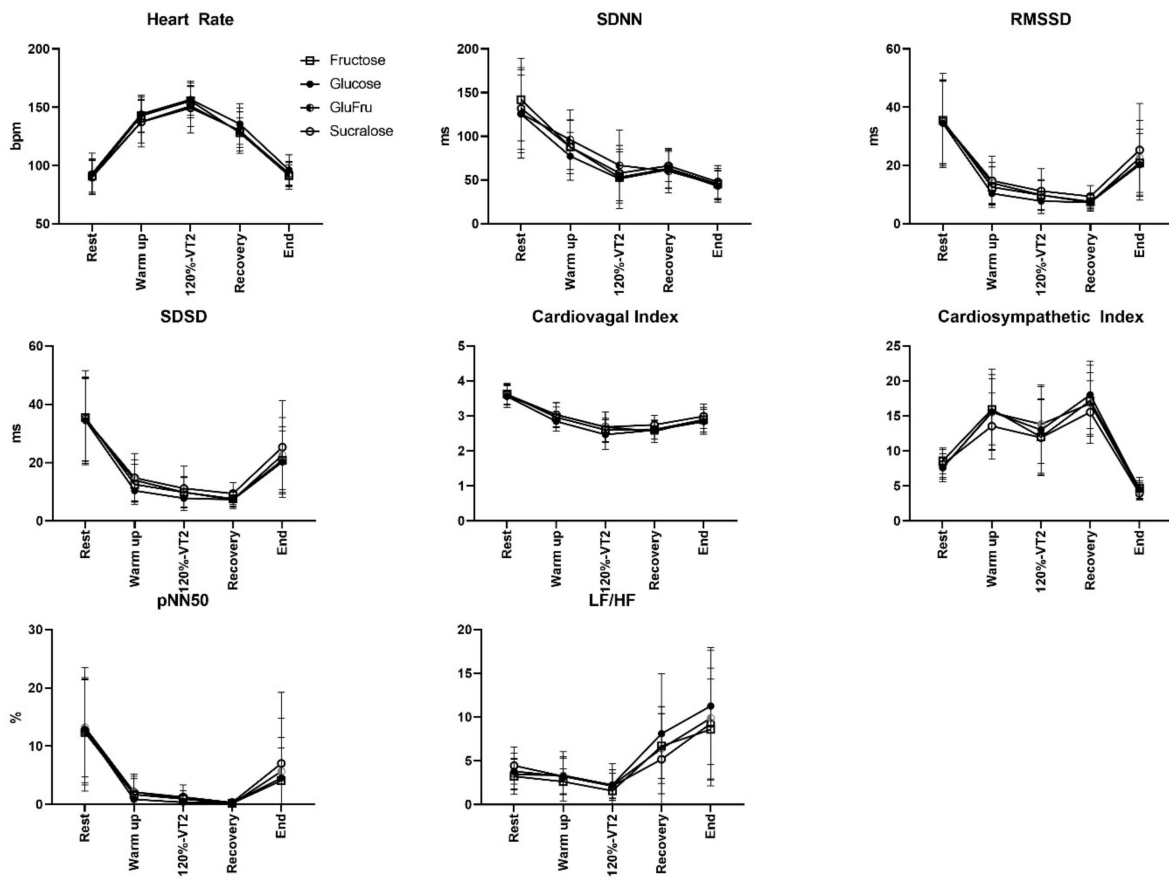 Heart Rate
200
150
100
50
bpm
Fructose
Glucose
GluFru
Sucralose
Rest
Warm up
120%-VT2
Recovery
End
SDNN
200
150
100
50
0
ms
Rest
Warm up
120%-VT2
Recovery
End
RMSSD
60
40
20
0
ms
Rest
Warm up
120%-VT2
Recovery
End
SDSD
60
40
20
0
ms
Rest
Warm up
120%-VT2
Recovery
End
Cardiovagal Index
5
4
3
2
1
0
Rest
Warm up
120%-VT2
Recovery
End
Cardiosympathetic Index
25
20
15
10
5
0
Rest
Warm up
120%-VT2
Recovery
End
pNN50
30
20
10
0
%
Rest
Warm up
120%-VT2
Recovery
End
LF/HF
20
15
10
5
0
Rest
Warm up
120%-VT2
Recovery
End